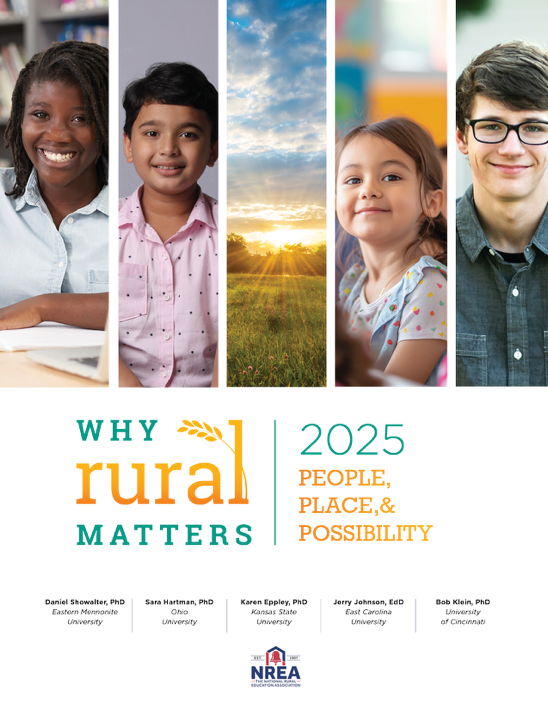 WHY
rural
MATTERS
2025
PEOPLE,
PLACE,&
POSSIBILITY
Daniel Showalter, PhD
Eastern Mennonite
University
Sara Hartman, PhD
Ohio
University
Karen Eppley, PhD
Kansas State
University
Jerry Johnson, EdD
East Carolina
University
Bob Klein, PhD
University
of Cincinnati
NREA
THE NATIONAL RURAL
EDUCATION ASSOCIATION